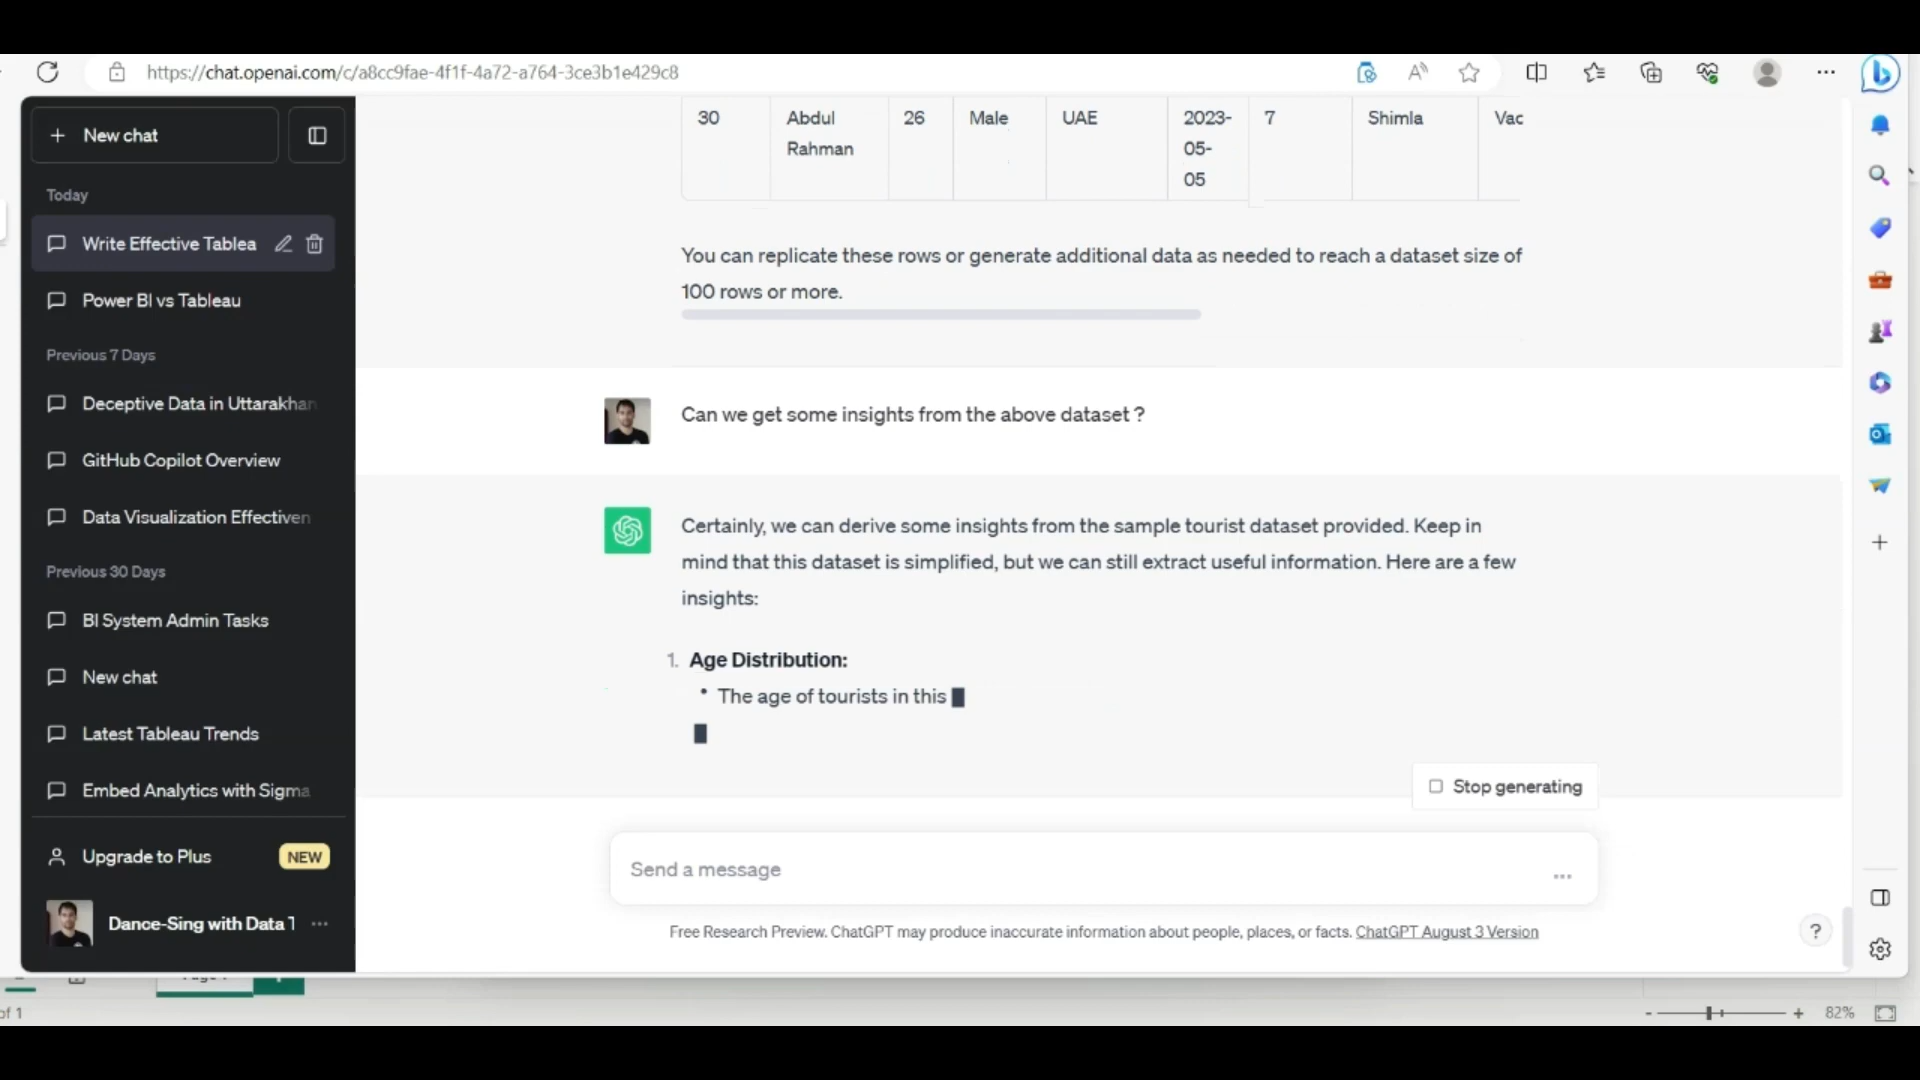 https://chat.openai.com/c/a8cc9fae-4f1f-4a72-a764-3ce3b1e429c8
New chat
Today
Write Effective Tablea
Power BI vs Tableau
Previous 7 Days
Deceptive Data in Uttarakhan
GitHub Copilot Overview
Data Visualization Effectiven
Previous 30 Days
BI System Admin Tasks
New chat
Latest Tableau Trends
Embed Analytics with Sigma
Upgrade to Plus NEW
Dance-Sing with Data T
30 Abdul 26 Male UAE 2023- 7 Shimla Vac
Rahman 05-
05
You can replicate these rows or generate additional data as needed to reach a dataset size of
100 rows or more.
Can we get some insights from the above dataset ?
Certainly, we can derive some insights from the sample tourist dataset provided. Keep in
mind that this dataset is simplified, but we can still extract useful information. Here are a few
insights:
1. Age Distribution:
• The age of tourists in this
Stop generating
Send a message
Free Research Preview. ChatGPT may produce inaccurate information about people, places, or facts. ChatGPT August 3 Version
of 1
82%